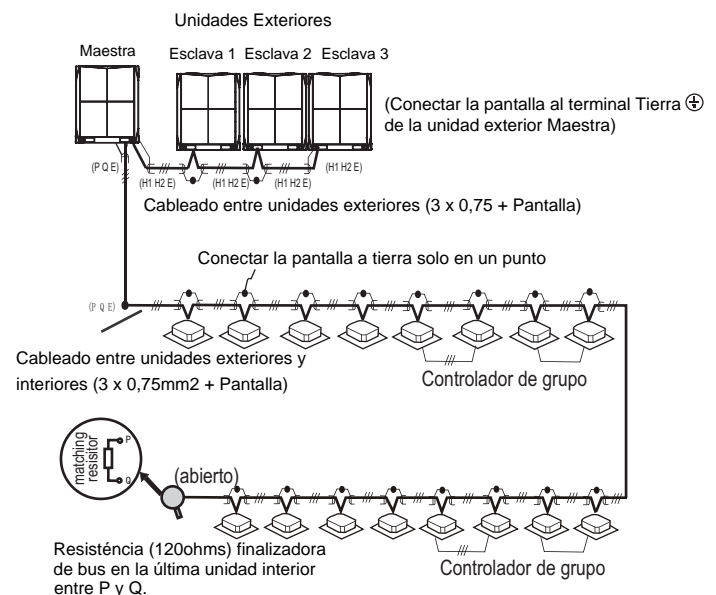 Unidades Exteriores
Maestra
Esclava 1 Esclava 2 Esclava 3
(Conectar la pantalla al terminal Tierra
de la unidad exterior Maestra)
(P Q E)
(H1 H2 E) (H1 H2 E) (H1 H2 E)
(H1 H2 E)
Cableado entre unidades exteriores (3 x 0,75 + Pantalla)
Conectar la pantalla a tierra solo en un punto
(P Q E)
Cableado entre unidades exteriores y
interiores (3 x 0,75mm2 + Pantalla)
Controlador de grupo
matching
resisitor
P
Q
(abierto)
Resisténcia (120ohms) finalizadora
de bus en la última unidad interior
entre P y Q.
Controlador de grupo